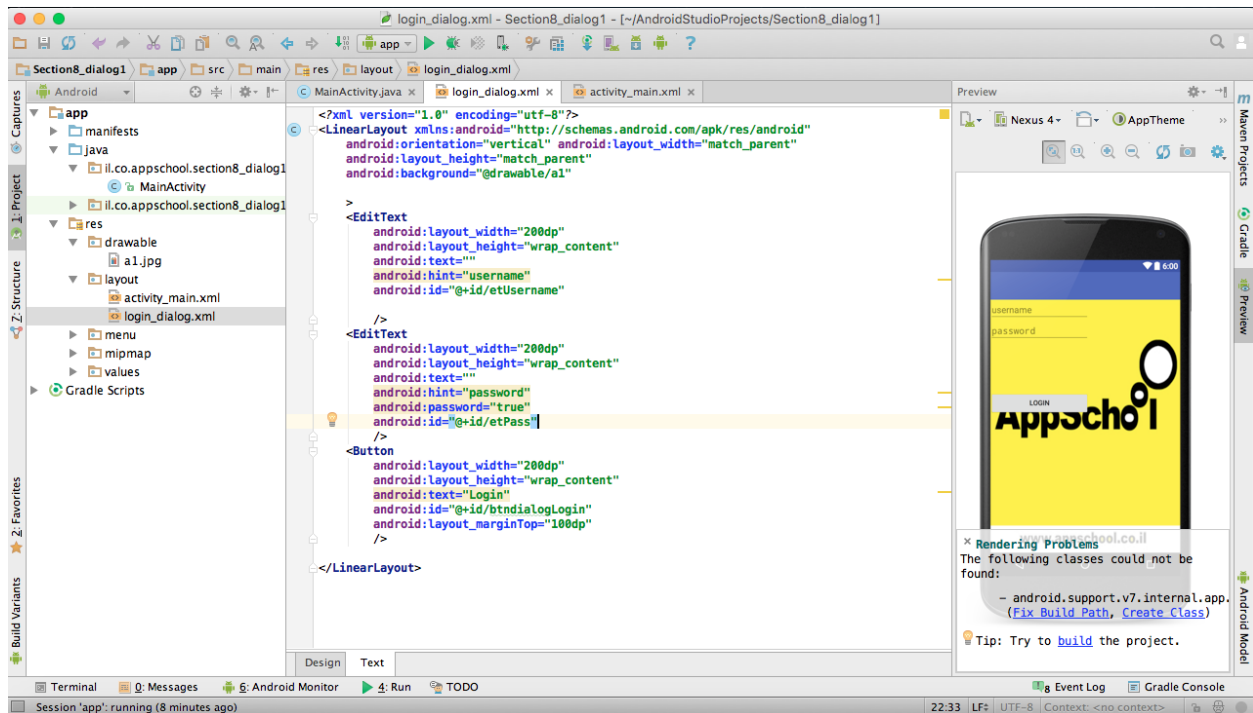 login_dialog.xml - Section8_dialog1 - [~/AndroidStudioProjects/Section8_dialog1]
app
?
Section8_dialog1 app src main res layout login_dialog.xml
Captures
1: Project
7: Structure
2: Favorites
Build Variants
Android
app
manifests
java
il.co.appschool.section8_dialog1
MainActivity
il.co.appschool.section8_dialog1
res
drawable
a1.jpg
layout
activity_main.xml
login_dialog.xml
menu
mipmap
values
Gradle Scripts
MainActivity.java × login_dialog.xml × activity_main.xml ×
<?xml version="1.0" encoding="utf-8"?>
<LinearLayout xmlns:android="http://schemas.android.com/apk/res/android"
android:orientation="vertical" android:layout_width="match_parent"
android:layout_height="match_parent"
android:background="@drawable/a1"
>
<EditText
android:layout_width="200dp"
android:layout_height="wrap_content"
android:text=""
android:hint="username"
android:id="@+id/etUsername"
/>
<EditText
android:layout_width="200dp"
android:layout_height="wrap_content"
android:text=""
android:hint="password"
android:password="true"
android:id="@+id/etPass"
/>
<Button
android:layout_width="200dp"
android:layout_height="wrap_content"
android:text="Login"
android:id="@+id/btndialogLogin"
android:layout_marginTop="100dp"
/>
</LinearLayout>
Design Text
Preview
Nexus 4 AppTheme
6:00
username
password
LOGIN
AppSchool
www.appschool.co.il
× Rendering Problems
The following classes could not be
found:
- android.support.v7.internal.app.
(Fix Build Path, Create Class)
Tip: Try to build the project.
m Maven Projects
Gradle
Preview
Android Model
Terminal 0: Messages 6: Android Monitor 4: Run TODO
8 Event Log Gradle Console
Session 'app': running (8 minutes ago)
22:33 LF UTF-8 Context: <no context>